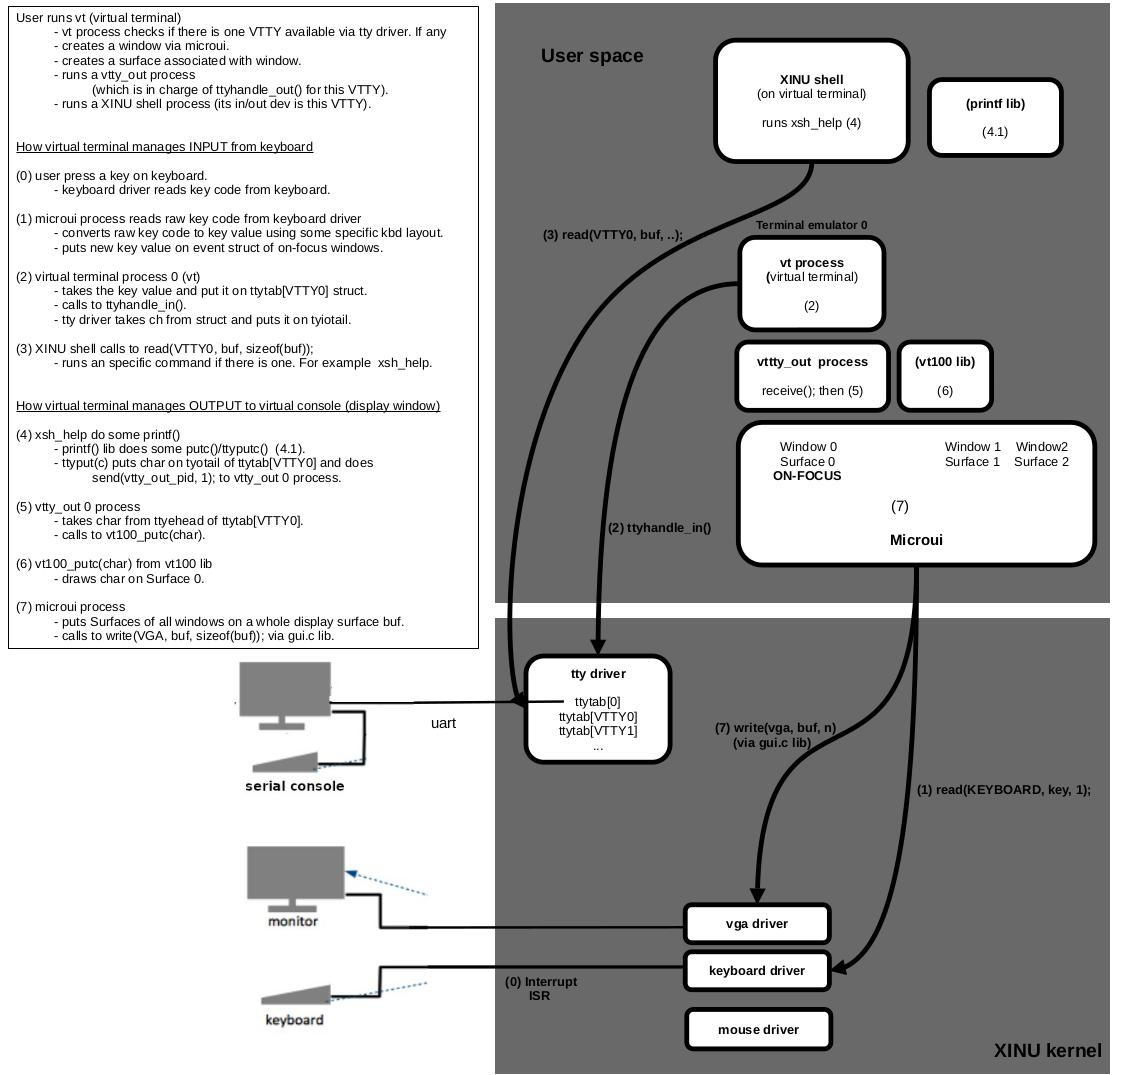 User runs vt (virtual terminal)
- vt process checks if there is one VTTY available via tty driver. If any
- creates a window via microui.
- creates a surface associated with window.
- runs a vtty_out process
(which is in charge of ttyhandle_out() for this VTTY).
- runs a XINU shell process (its in/out dev is this VTTY).
How virtual terminal manages INPUT from keyboard
(0) user press a key on keyboard.
- keyboard driver reads key code from keyboard.
(1) microui process reads raw key code from keyboard driver
- converts raw key code to key value using some specific kbd layout.
- puts new key value on event struct of on-focus windows.
(2) virtual terminal process 0 (vt)
- takes the key value and put it on ttytab[VTTY0] struct.
- calls to ttyhandle_in().
- tty driver takes ch from struct and puts it on tyiotail.
(3) XINU shell calls to read(VTTY0, buf, sizeof(buf));
- runs an specific command if there is one. For example  xsh_help.
How virtual terminal manages OUTPUT to virtual console (display window)
(4) xsh_help do some printf()
- printf() lib does some putc()/ttyputc()  (4.1).
- ttyput(c) puts char on tyotail of ttytab[VTTY0] and does
send(vtty_out_pid, 1); to vtty_out 0 process.
(5) vtty_out 0 process
- takes char from ttyehead of ttytab[VTTY0].
- calls to vt100_putc(char).
(6) vt100_putc(char) from vt100 lib
- draws char on Surface 0.
(7) microui process
- puts Surfaces of all windows on a whole display surface buf.
- calls to write(VGA, buf, sizeof(buf)); via gui.c lib.
User space
XINU shell
(on virtual terminal)
runs xsh_help (4)
(printf lib)
(4.1)
(3) read(VTTY0, buf, ..);
Terminal emulator 0
vt process
(virtual terminal)
(2)
vttty_out  process
receive(); then (5)
(vt100 lib)
(6)
Window 0
Surface 0
ON-FOCUS
Window 1
Surface 1
Window2
Surface 2
(7)
Microui
(2) ttyhandle_in()
tty driver
ttytab[0]
ttytab[VTTY0]
ttytab[VTTY1]
...
uart
serial console
(7) write(vga, buf, n)
(via gui.c lib)
(1) read(KEYBOARD, key, 1);
monitor
vga driver
keyboard driver
(0) Interrupt
ISR
keyboard
mouse driver
XINU kernel